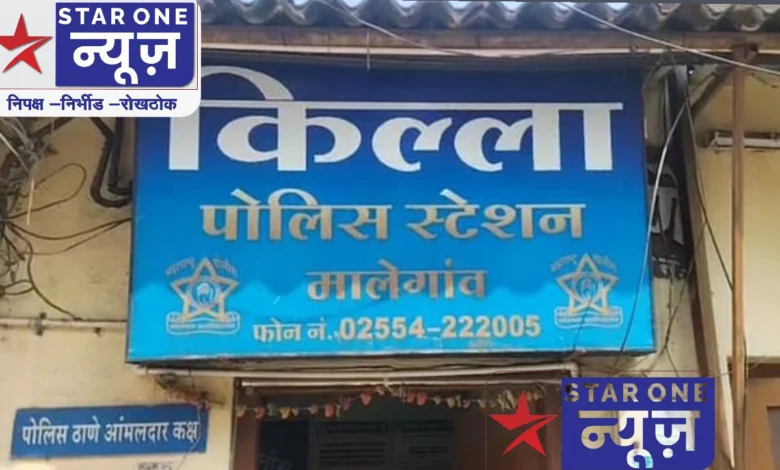 STAR ONE
न्यूज़
निपक्ष –निर्भीड –रोखठोक
किल्ला
पोलिस स्टेशन
मालेगांव
फोन नं..02554-222005
पोलिस ठाणे आंमलदार कक्ष
STAR ONE
न्यूज़